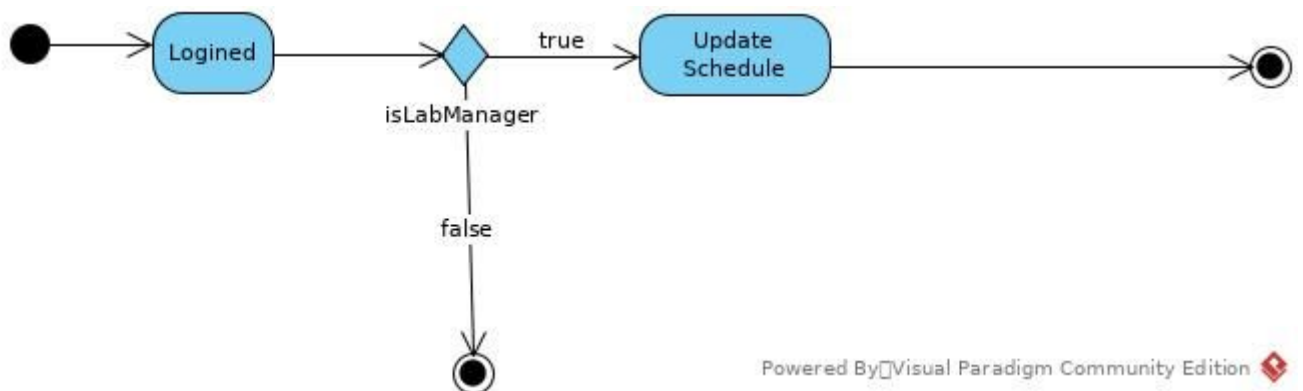 Logined
true
Update
Schedule
isLabManager
false
Powered By▯Visual Paradigm Community Edition